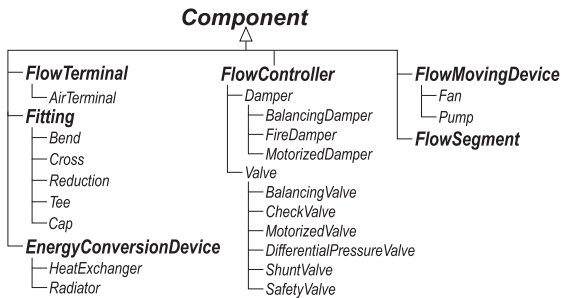 Component
FlowTerminal
AirTerminal
Fitting
Bend
Cross
Reduction
Tee
Cap
EnergyConversionDevice
HeatExchanger
Radiator
FlowController
Damper
BalancingDamper
FireDamper
MotorizedDamper
Valve
BalancingValve
CheckValve
MotorizedValve
DifferentialPressureValve
ShuntValve
SafetyValve
FlowMovingDevice
Fan
Pump
FlowSegment